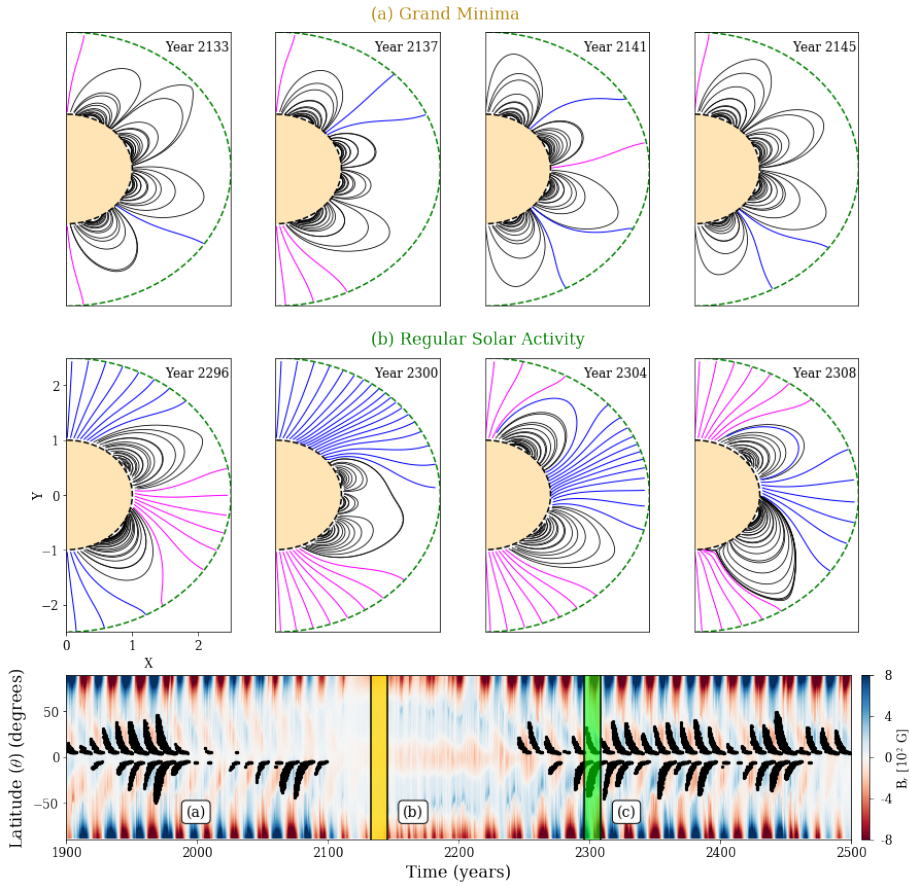 (a) Grand Minima
Year 2133
Year 2137
Year 2141
Year 2145
(b) Regular Solar Activity
Year 2296
Year 2300
Year 2304
Year 2308
2
1
0
−1
−2
Y
0 1 2
X
Latitude (θ) (degrees)
50
0
−50
(a)
(b)
(c)
1900 2000 2100 2200 2300 2400 2500
Time (years)
8
4
0
-4
-8
Bᵣ [10² G]